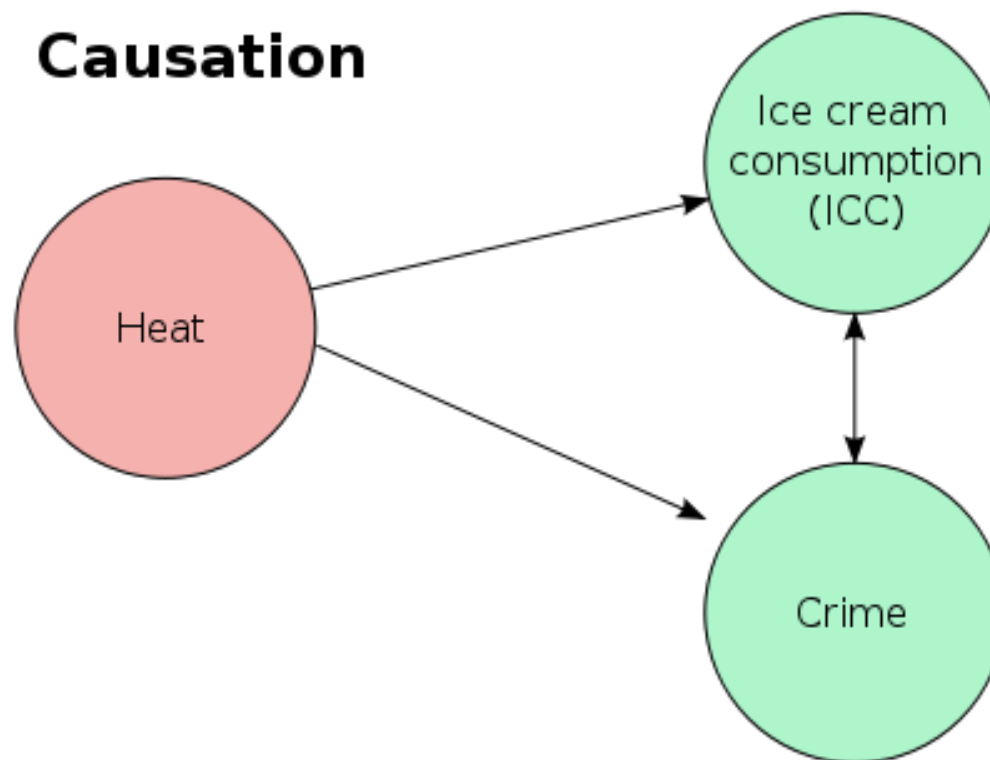 Causation
Ice cream
consumption
(ICC)
Heat
Crime